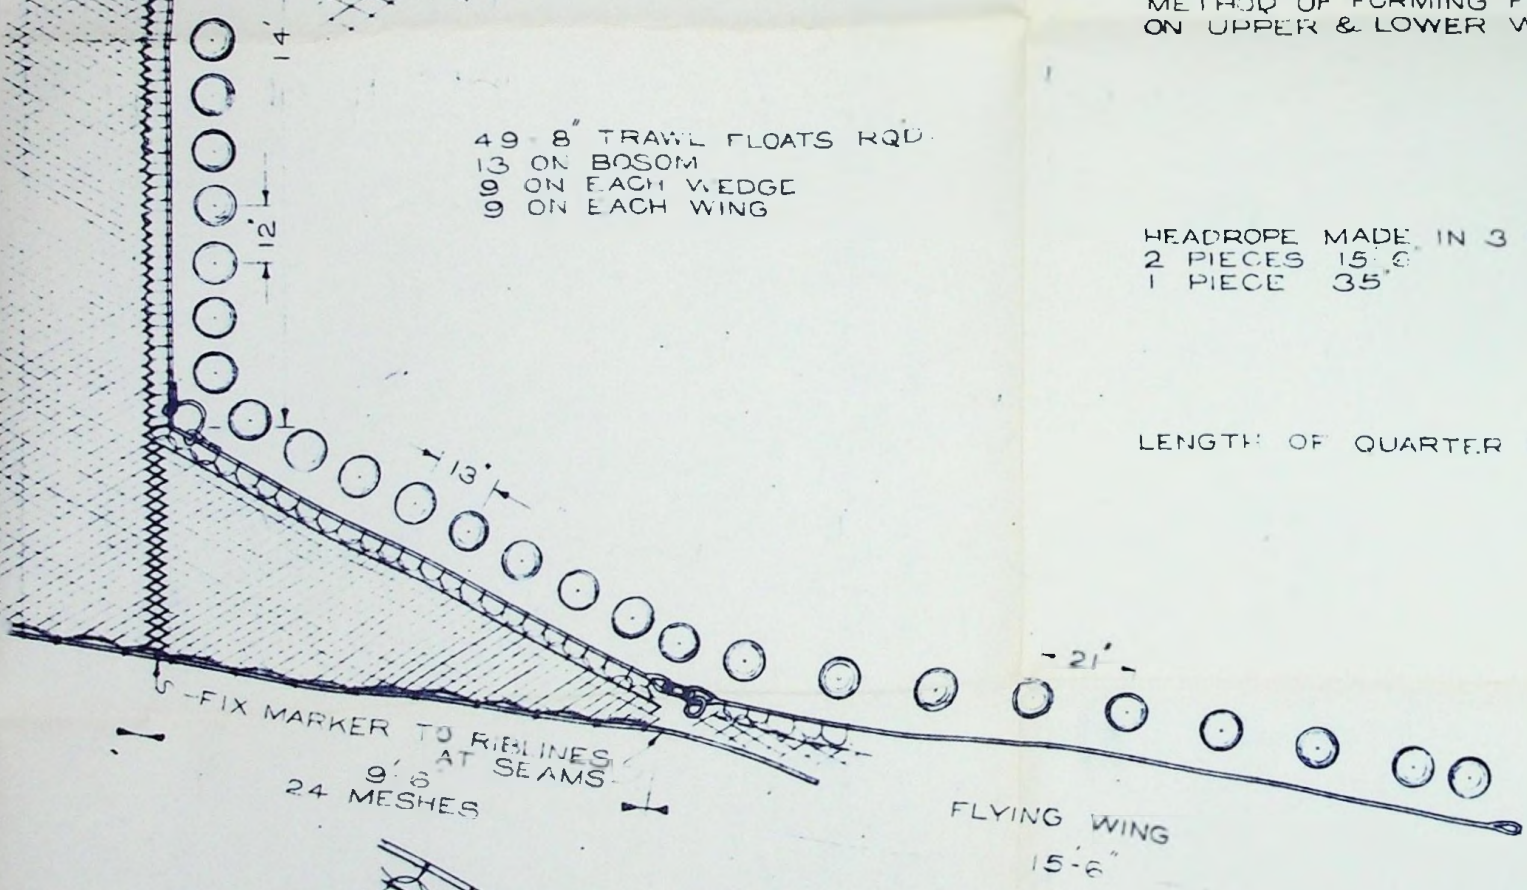 METHOD OF FORMING
ON UPPER & LOWER
14'
49 8" TRAWL FLOATS RQD.
13 ON BOSOM
9 ON EACH WEDGE
9 ON EACH WING
12"
HEADROPE MADE IN 3
2 PIECES 15' 6
1 PIECE 35'
LENGTH OF QUARTER
13"
21"
FIX MARKER TO RIBLINES
AT SEAMS
9'-6
24 MESHES
FLYING WING
15'-6"